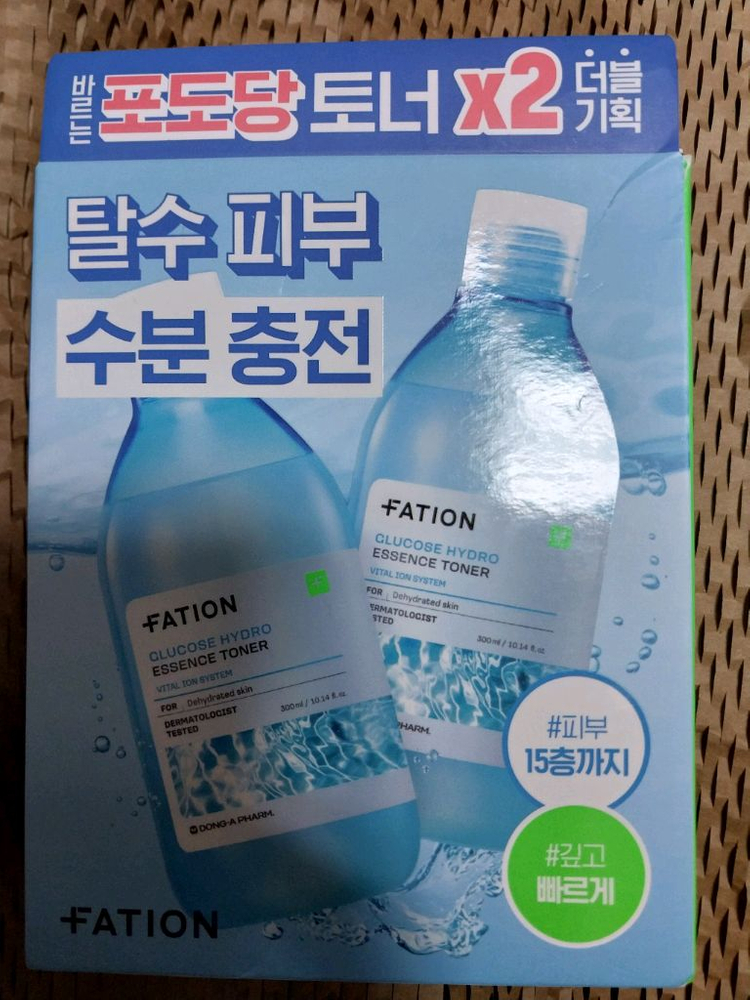 바르는 포도당 토너 x2 더블 기획
탈수 피부
수분 충전
FATION
GLUCOSE HYDRO
ESSENCE TONER
VITAL ION SYSTEM
FOR Dehydrated skin
300ml / 10.14 fl.oz.
DERMATOLOGIST
TESTED
DONG-A PHARM.
FATION
GLUCOSE HYDRO
ESSENCE TONER
VITAL ION SYSTEM
FOR Dehydrated skin
ERMATOLOGIST
STED
300ml / 10.14 fl.oz.
PHARM.
#피부
15층까지
#깊고
빠르게
FATION